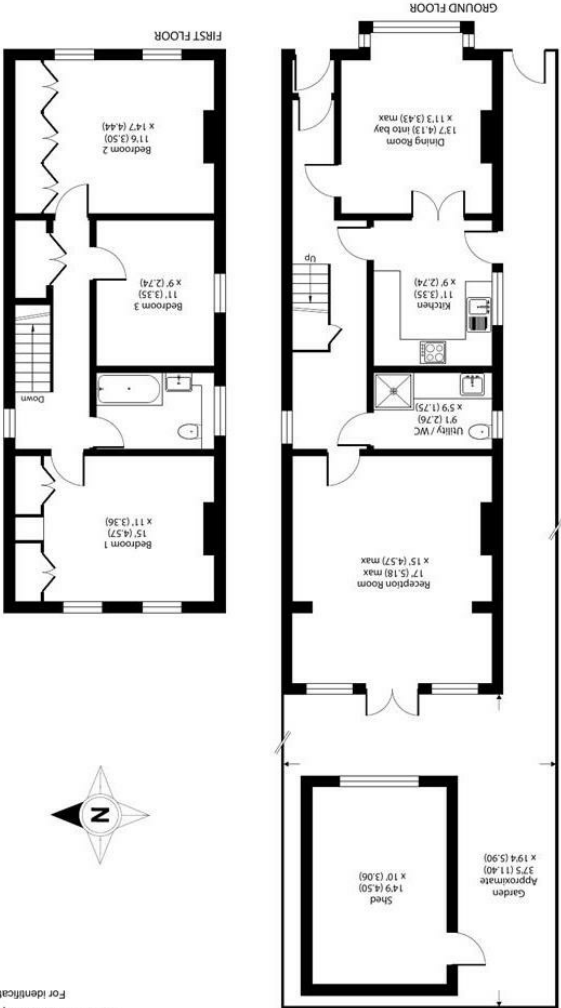 For identificat
Garden
Approximate
37'5 (11.40)
x 19'4 (5.90)
Shed
14'9 (4.50)
x 10' (3.06)
N
Reception Room
17' (5.18) max
x 15' (4.57) max
Utility / WC
9'1 (2.76)
x 5'9 (1.75)
Kitchen
11' (3.35)
x 9' (2.74)
Up
Dining Room
13'7 (4.13) into bay
x 11'3 (3.43) max
GROUND FLOOR
Bedroom 1
15' (4.57)
x 11' (3.36)
Down
Bedroom 3
11' (3.35)
x 9' (2.74)
Bedroom 2
11'6 (3.50)
x 14'7 (4.44)
FIRST FLOOR